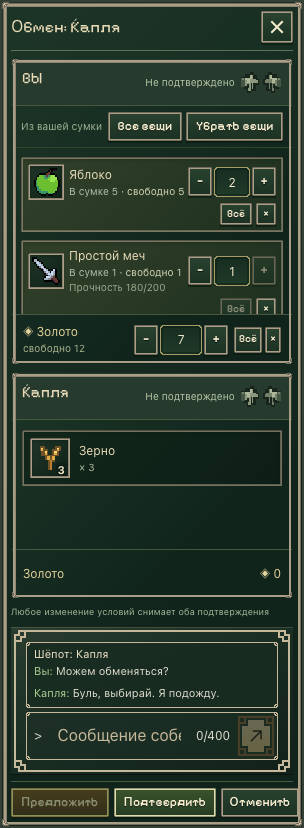 Обмен: Капля
×
ВЫ
Не подтверждено
Из вашей сумки
Все вещи
Убрать вещи
Яблоко
В сумке 5 · свободно 5
- 2 +
Всё ×
Простой меч
В сумке 1 · свободно 1
Прочность 180/200
- 1 +
Всё ×
Золото
свободно 12
- 7 +
Всё ×
Капля
Не подтверждено
3
Зерно
× 3
Золото
0
Любое изменение условий снимает оба подтверждения
Шёпот: Капля
Вы: Можем обменяться?
Капля: Буль, выбирай. Я подожду.
> Сообщение собе
0/400
Предложить
Подтвердить
Отменить